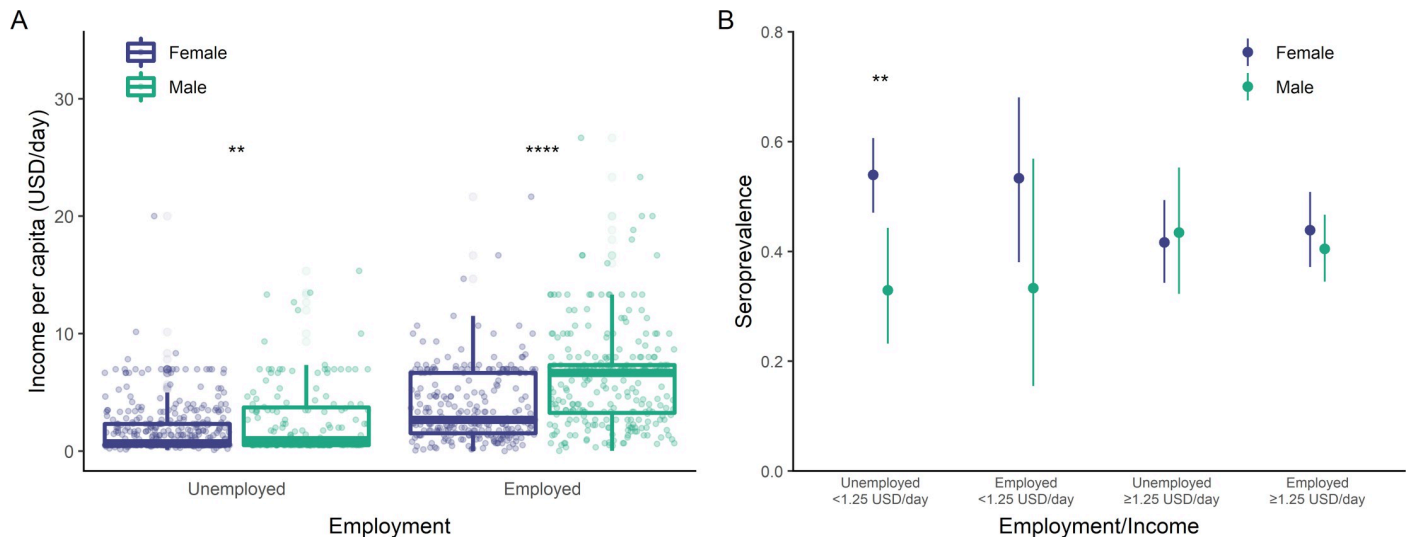 A
Income per capita (USD/day)
30
20
10
0
Female
Male
**
****
Unemployed
Employed
Employment
B
Seroprevalence
0.8
0.6
0.4
0.2
0.0
**
Female
Male
Unemployed
<1.25 USD/day
Employed
<1.25 USD/day
Unemployed
≥1.25 USD/day
Employed
≥1.25 USD/day
Employment/Income